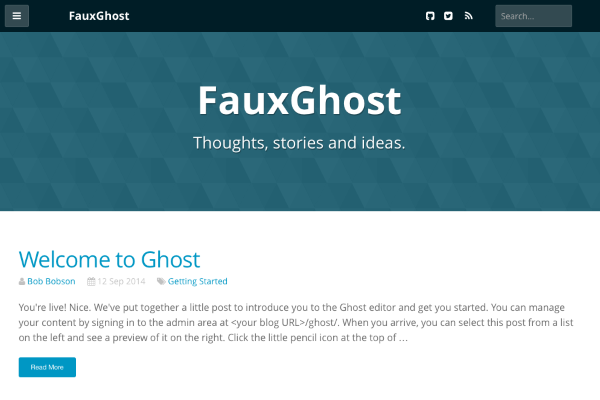 FauxGhost
Search...
FauxGhost
Thoughts, stories and ideas.
Welcome to Ghost
Bob Bobson 12 Sep 2014 Getting Started
You're live! Nice. We've put together a little post to introduce you to the Ghost editor and get you started. You can manage
your content by signing in to the admin area at <your blog URL>/ghost/. When you arrive, you can select this post from a list
on the left and see a preview of it on the right. Click the little pencil icon at the top of …
Read More